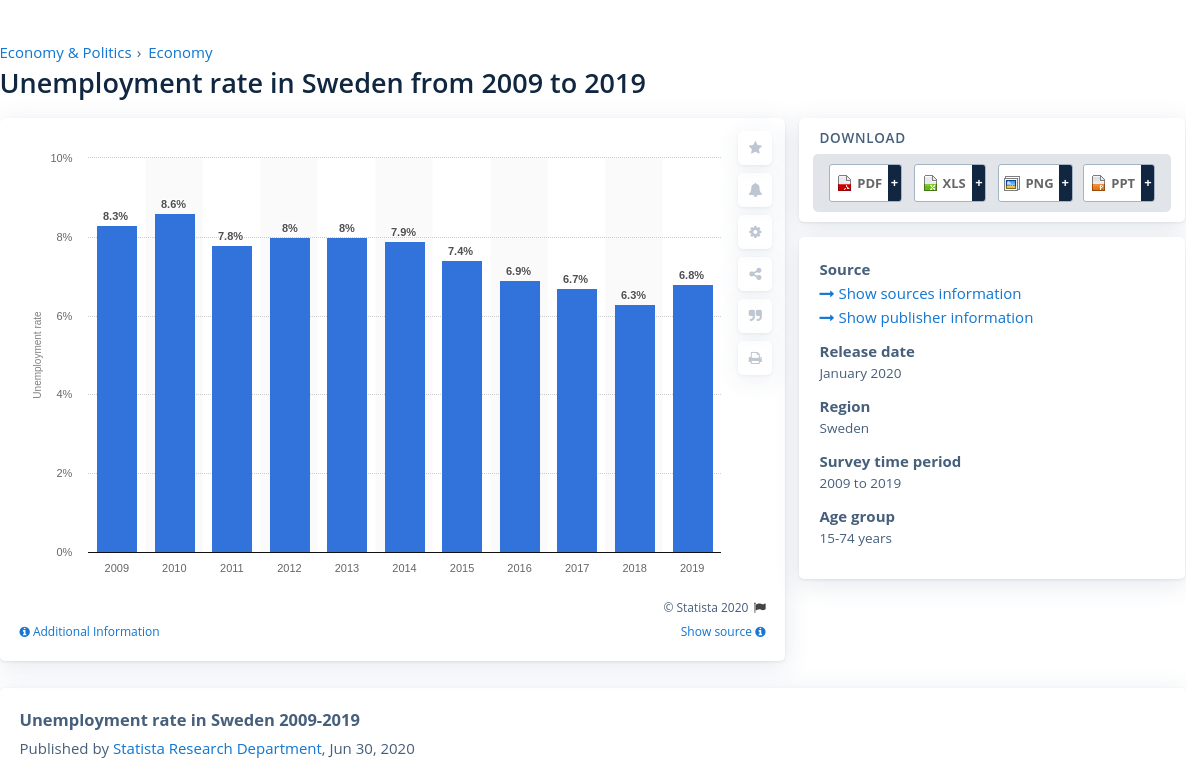 Economy & Politics › Economy
Unemployment rate in Sweden from 2009 to 2019
10%
8%
6%
4%
2%
0%
Unemployment rate
8.3%
8.6%
7.8%
8%
8%
7.9%
7.4%
6.9%
6.7%
6.3%
6.8%
2009 2010 2011 2012 2013 2014 2015 2016 2017 2018 2019
© Statista 2020
Additional Information
Show source
DOWNLOAD
PDF + XLS + PNG + PPT +
Source
Show sources information
Show publisher information
Release date
January 2020
Region
Sweden
Survey time period
2009 to 2019
Age group
15-74 years
Unemployment rate in Sweden 2009-2019
Published by Statista Research Department, Jun 30, 2020